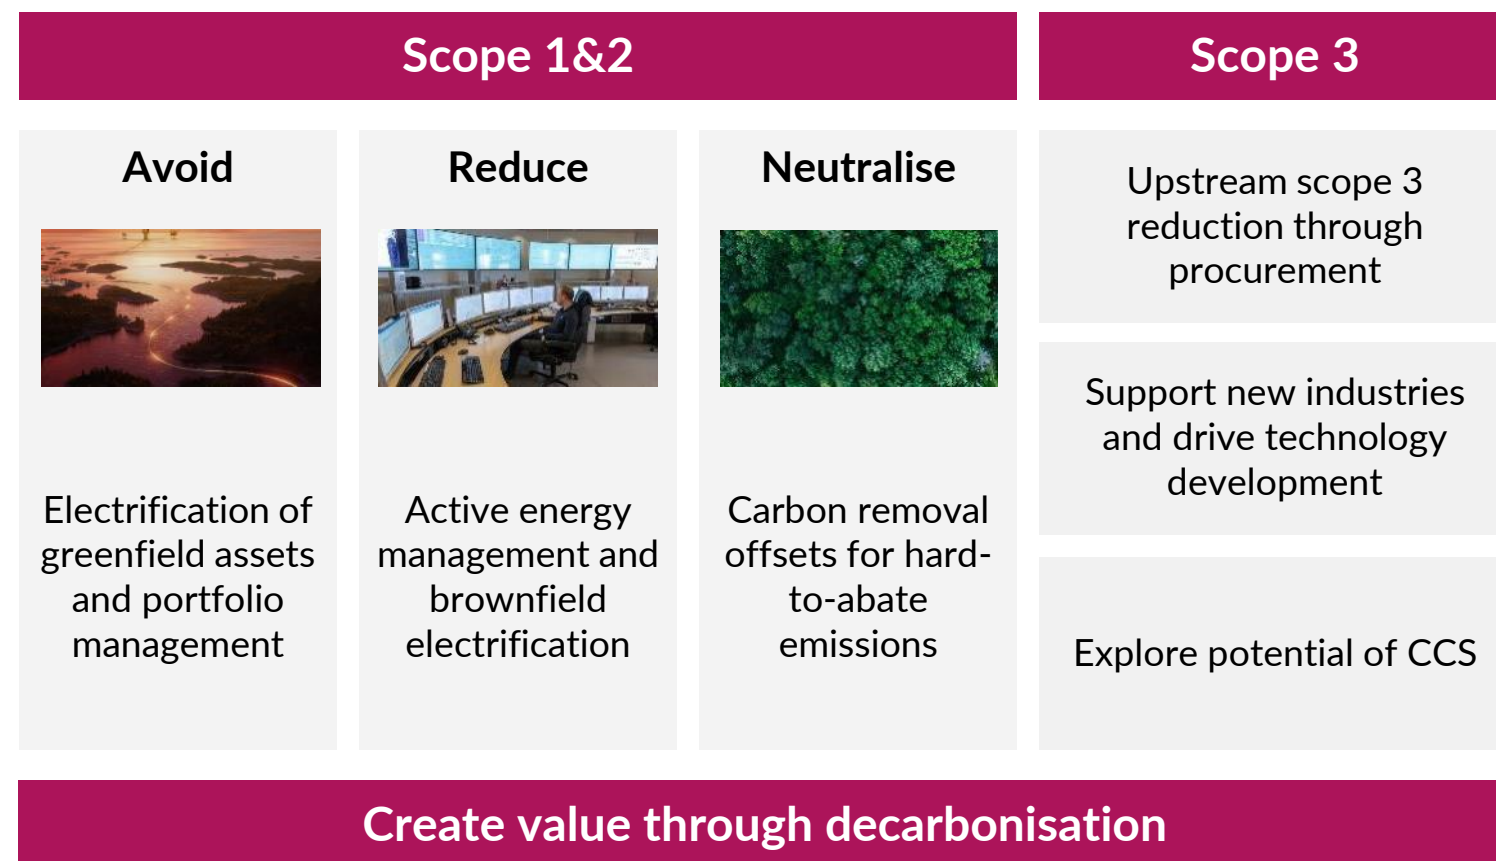 Scope 1&2
Scope 3
Avoid
Electrification of
greenfield assets
and portfolio
management
Reduce
Active energy
management and
brownfield
electrification
Neutralise
Carbon removal
offsets for hard-
to-abate
emissions
Upstream scope 3
reduction through
procurement
Support new industries
and drive technology
development
Explore potential of CCS
Create value through decarbonisation